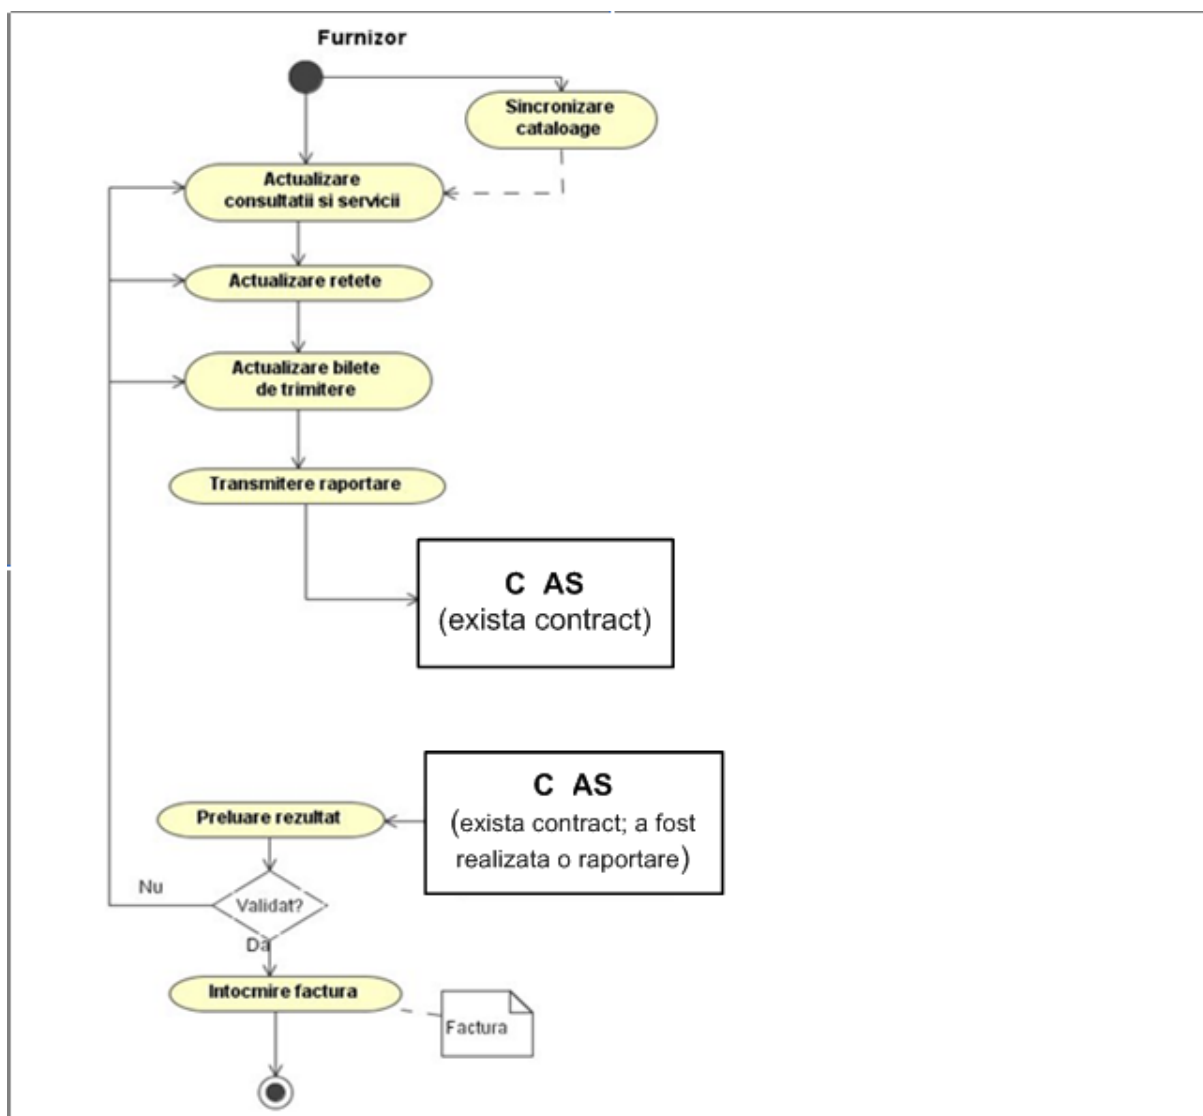 Furnizor
Sincronizare
cataloage
Actualizare
consultatii si servicii
Actualizare retete
Actualizare bilete
de trimitere
Transmitere raportare
C AS
(exista contract)
C AS
(exista contract; a fost
realizata o raportare)
Preluare rezultat
Nu
Validat?
Da
Intocmire factura
Factura